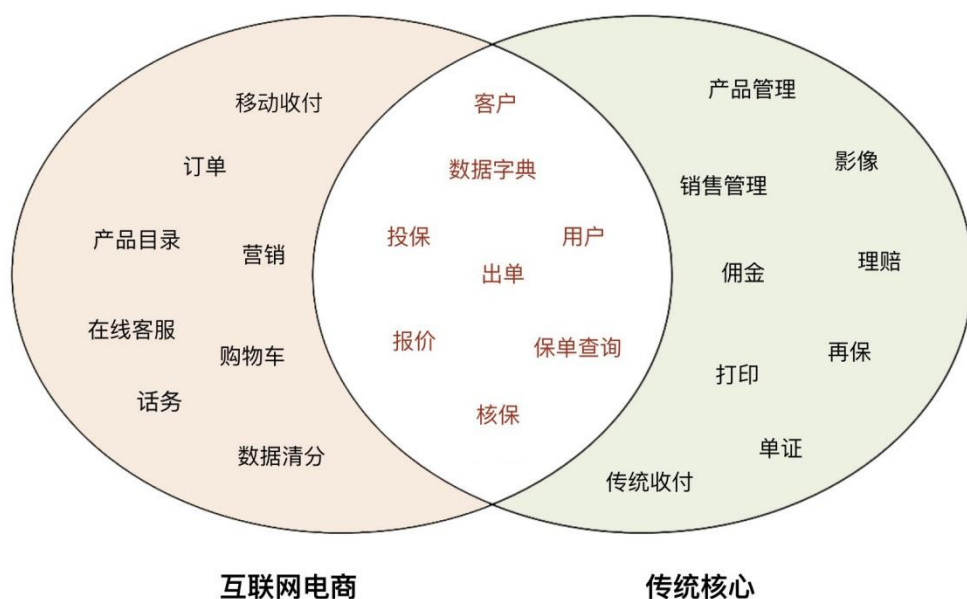 移动收付
订单
产品目录
营销
在线客服
购物车
话务
数据清分
客户
数据字典
投保
用户
出单
报价
保单查询
核保
产品管理
影像
销售管理
佣金
理赔
再保
打印
单证
传统收付
互联网电商
传统核心